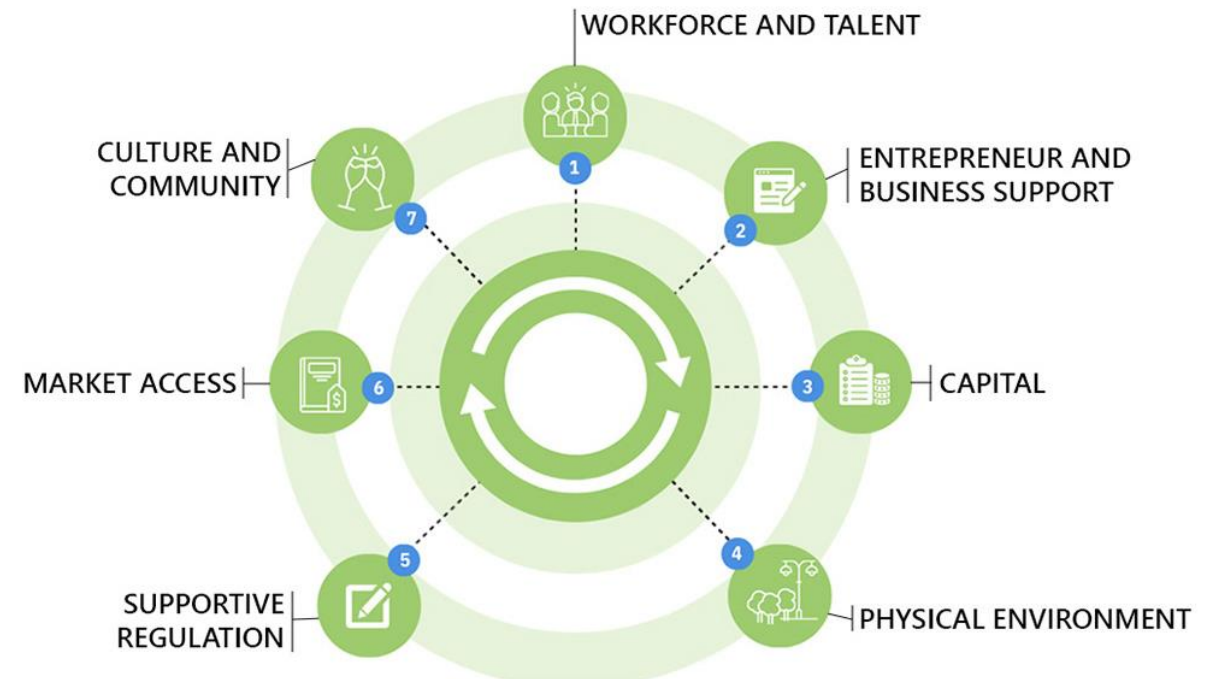 WORKFORCE AND TALENT
1
ENTREPRENEUR AND
BUSINESS SUPPORT
2
CAPITAL
3
PHYSICAL ENVIRONMENT
4
SUPPORTIVE
REGULATION
5
MARKET ACCESS
6
$
CULTURE AND
COMMUNITY
7